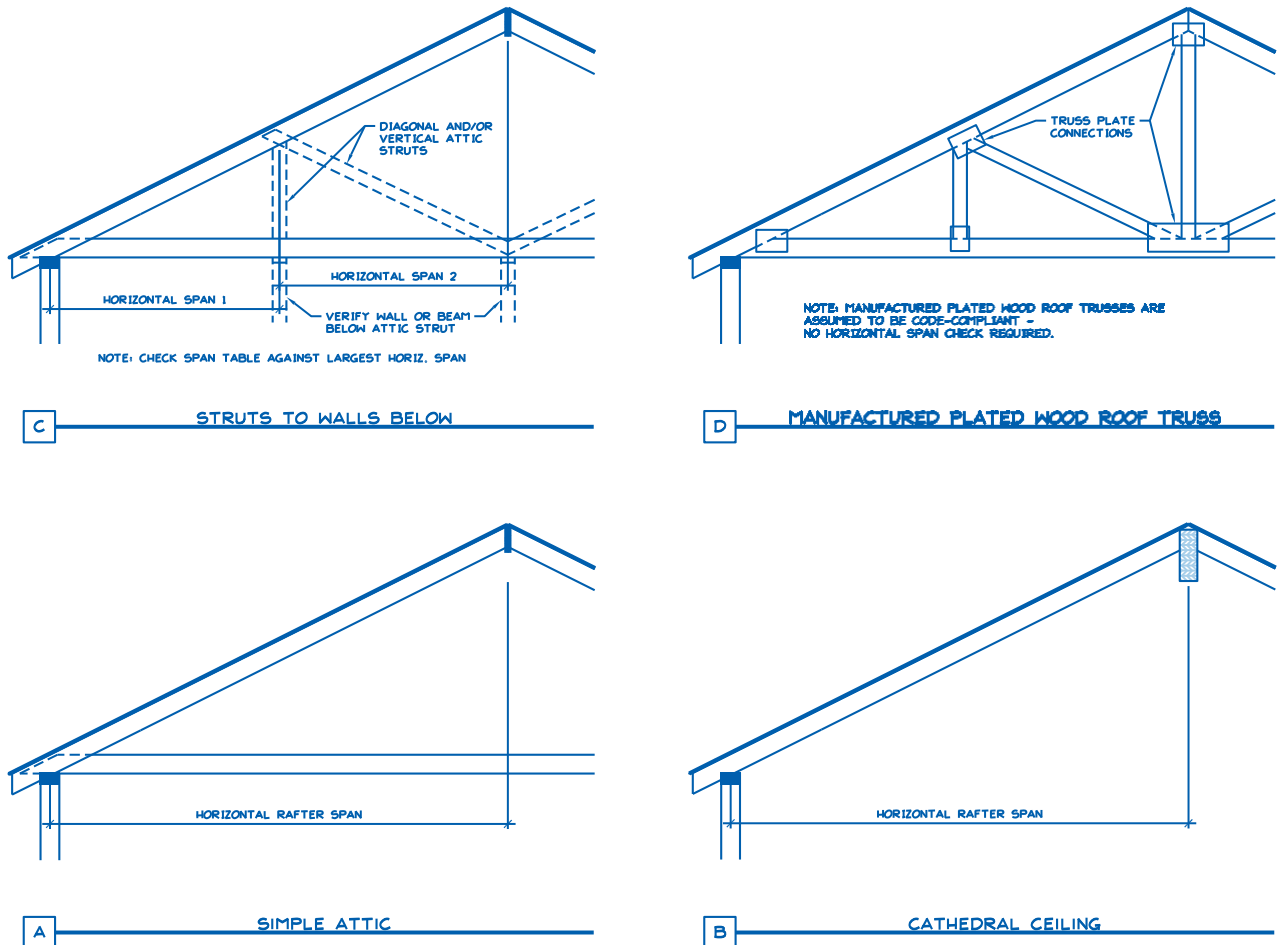 DIAGONAL AND/OR
VERTICAL ATTIC
STRUTS
HORIZONTAL SPAN 2
HORIZONTAL SPAN 1
VERIFY WALL OR BEAM
BELOW ATTIC STRUT
NOTE: CHECK SPAN TABLE AGAINST LARGEST HORIZ. SPAN
C
STRUTS TO WALLS BELOW
TRUSS PLATE
CONNECTIONS
NOTE: MANUFACTURED PLATED WOOD ROOF TRUSSES ARE
ASSUMED TO BE CODE-COMPLIANT -
NO HORIZONTAL SPAN CHECK REQUIRED.
D
MANUFACTURED PLATED WOOD ROOF TRUSS
HORIZONTAL RAFTER SPAN
A
SIMPLE ATTIC
HORIZONTAL RAFTER SPAN
B
CATHEDRAL CEILING